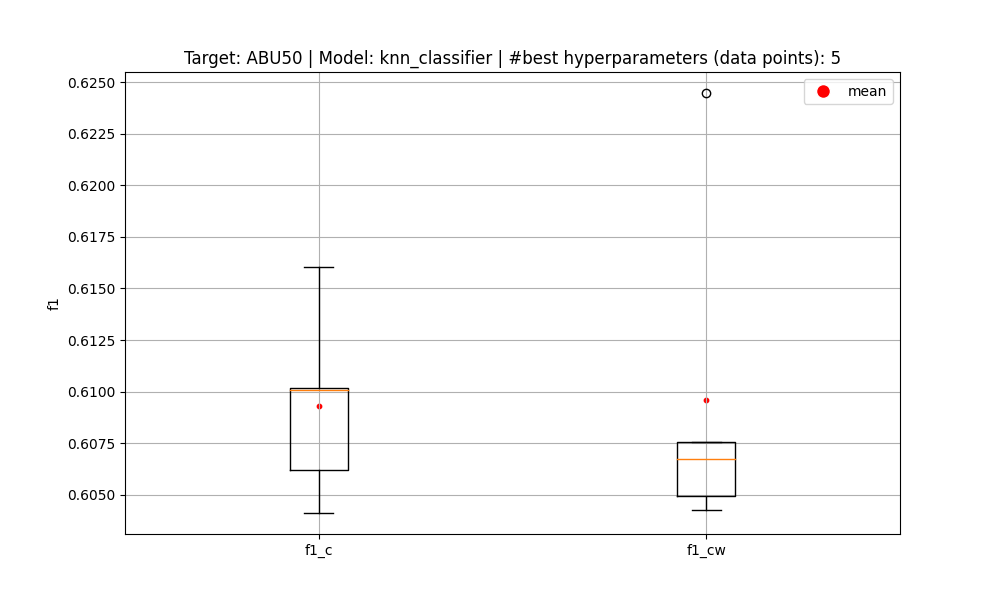 Target: ABU50 | Model: knn_classifier | #best hyperparameters (data points): 5
mean
0.6250
0.6225
0.6200
0.6175
0.6150
0.6125
0.6100
0.6075
0.6050
f1
f1_c
f1_cw